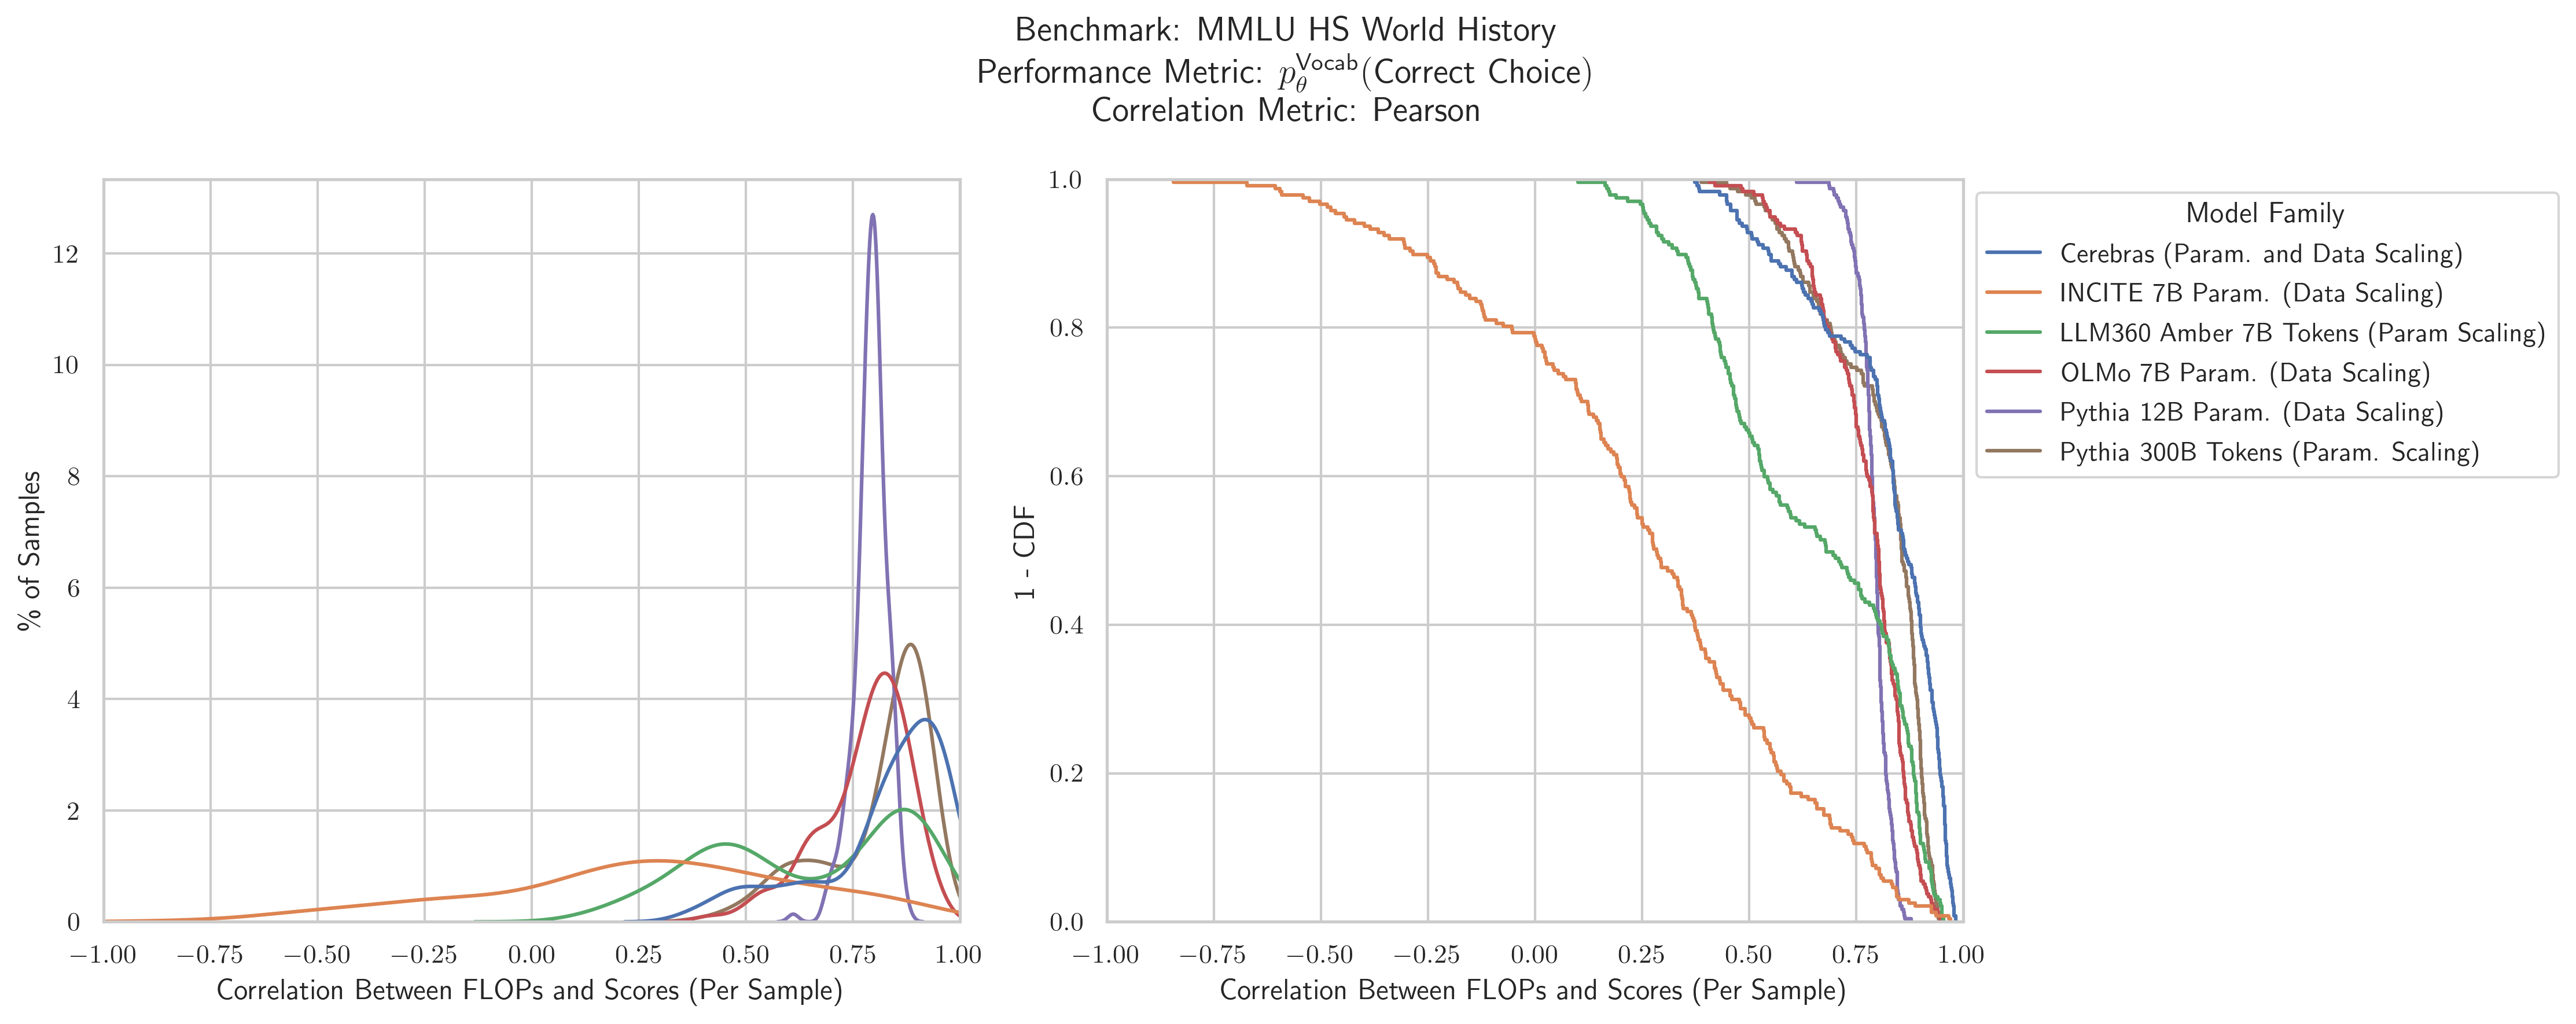 Benchmark: MMLU HS World History
Performance Metric: $p_\theta^{\text{Vocab}}$(Correct Choice)
Correlation Metric: Pearson
% of Samples
12
10
8
6
4
2
0
−1.00 −0.75 −0.50 −0.25 0.00 0.25 0.50 0.75 1.00
Correlation Between FLOPs and Scores (Per Sample)
1 - CDF
1.0
0.8
0.6
0.4
0.2
0.0
−1.00 −0.75 −0.50 −0.25 0.00 0.25 0.50 0.75 1.00
Correlation Between FLOPs and Scores (Per Sample)
Model Family
Cerebras (Param. and Data Scaling)
INCITE 7B Param. (Data Scaling)
LLM360 Amber 7B Tokens (Param Scaling)
OLMo 7B Param. (Data Scaling)
Pythia 12B Param. (Data Scaling)
Pythia 300B Tokens (Param. Scaling)